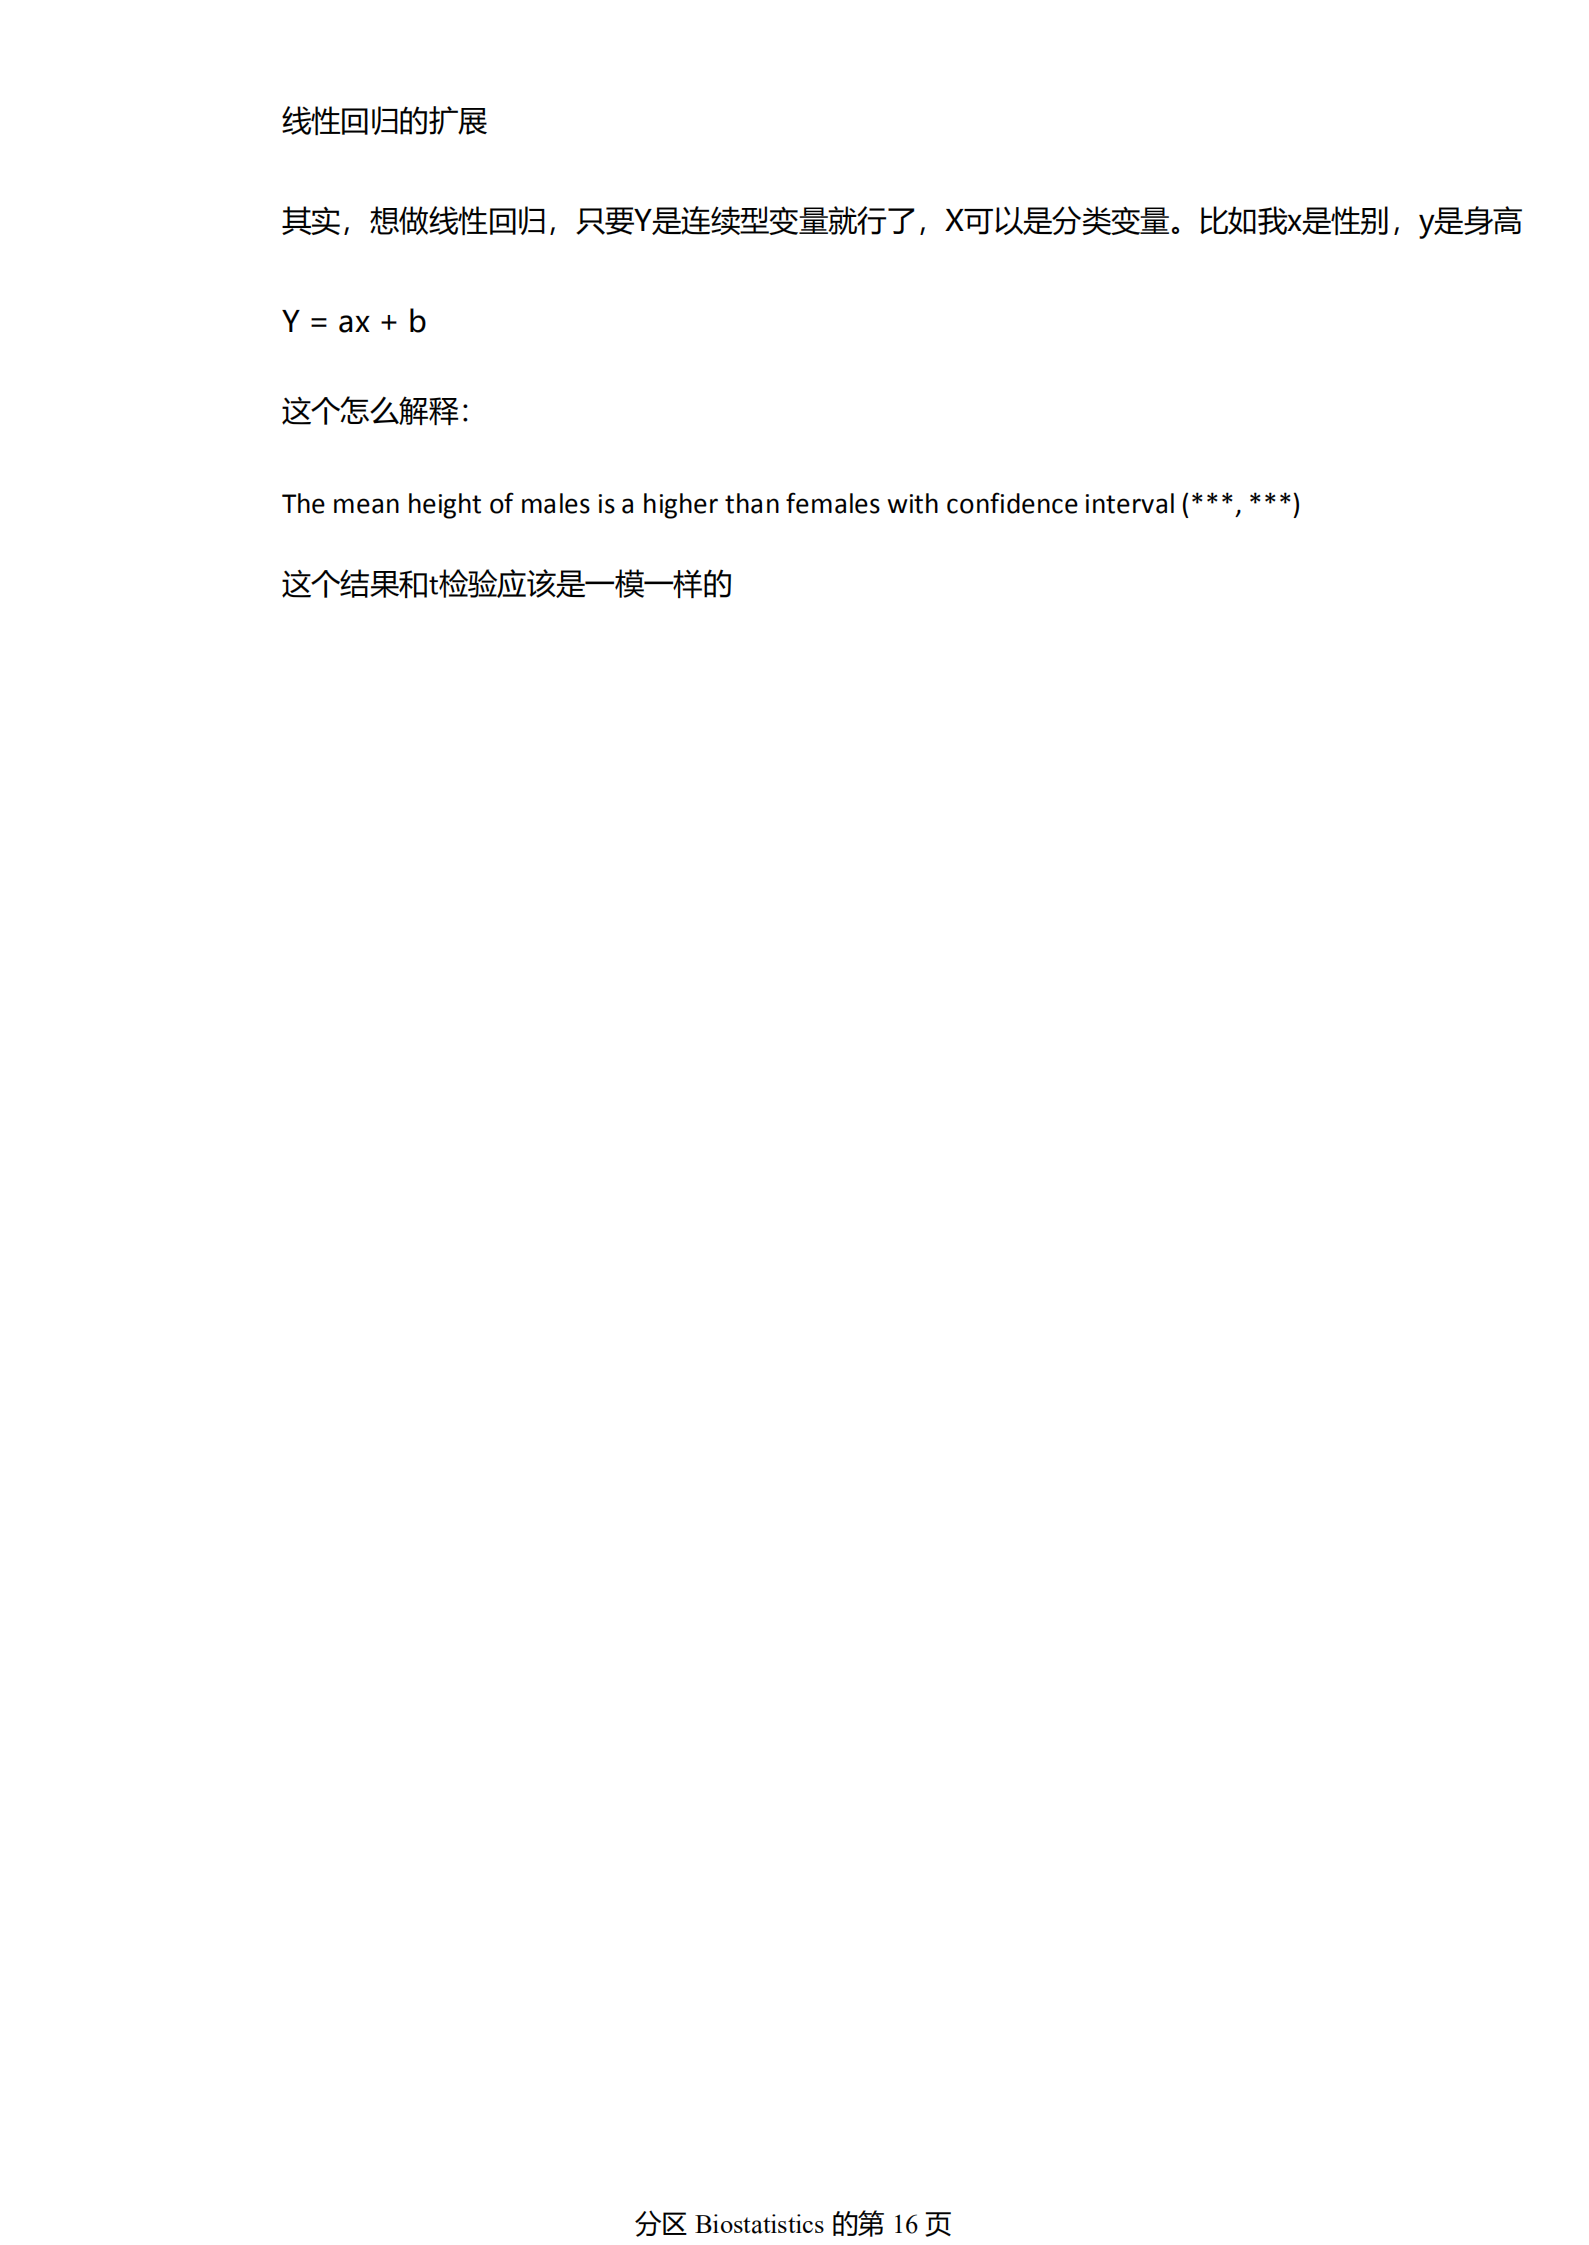 线性回归的扩展
其实，想做线性回归，只要Y是连续型变量就行了，X可以是分类变量。比如我x是性别，y是身高
Y = ax + b
这个怎么解释：
The mean height of males is a higher than females with confidence interval (***, ***)
这个结果和t检验应该是一模一样的
分区 Biostatistics 的第 16 页